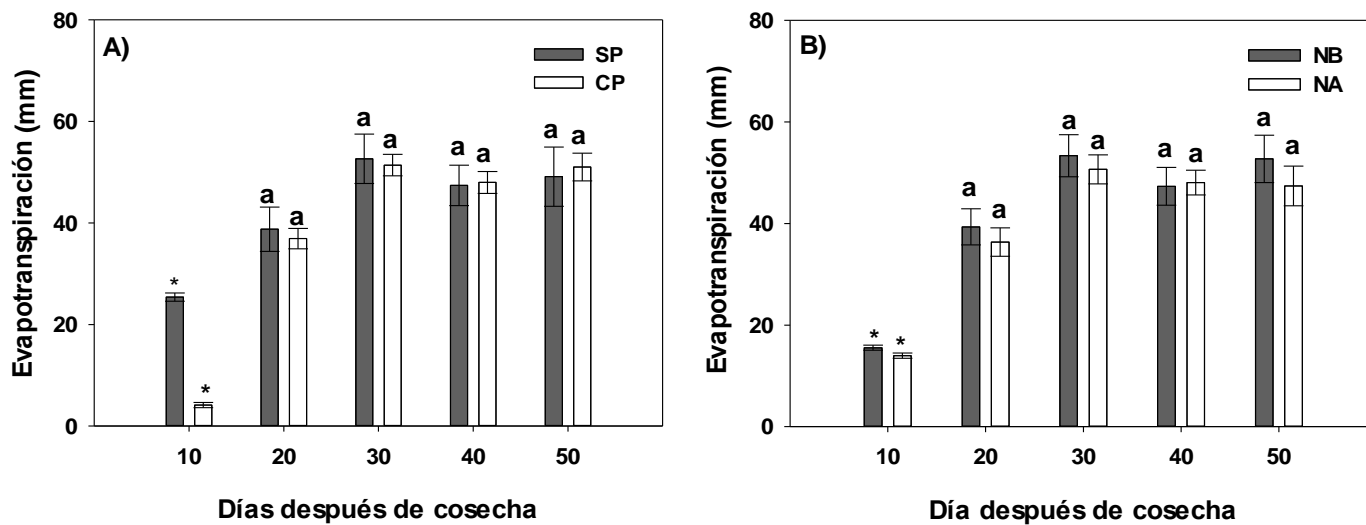 A)
SP
CP
Evapotranspiración (mm)
80
60
40
20
0
a
a
a
a
a
a
a
a
*
*
10
20
30
40
50
Días después de cosecha
B)
NB
NA
Evapotranspiración (mm)
80
60
40
20
0
a
a
a
a
a
a
a
a
*
*
10
20
30
40
50
Día después de cosecha